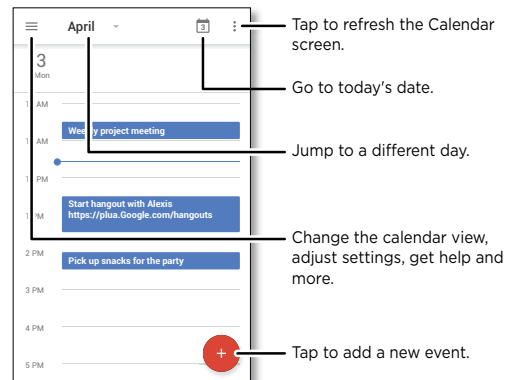 April
3
3
Mon
AM
Weekly project meeting
AM
PM
Start hangout with Alexis
https://plua.Google.com/hangouts
1 PM
2 PM
Pick up snacks for the party
3 PM
4 PM
5 PM
+
Tap to refresh the Calendar
screen.
Go to today's date.
Jump to a different day.
Change the calendar view,
adjust settings, get help and
more.
Tap to add a new event.